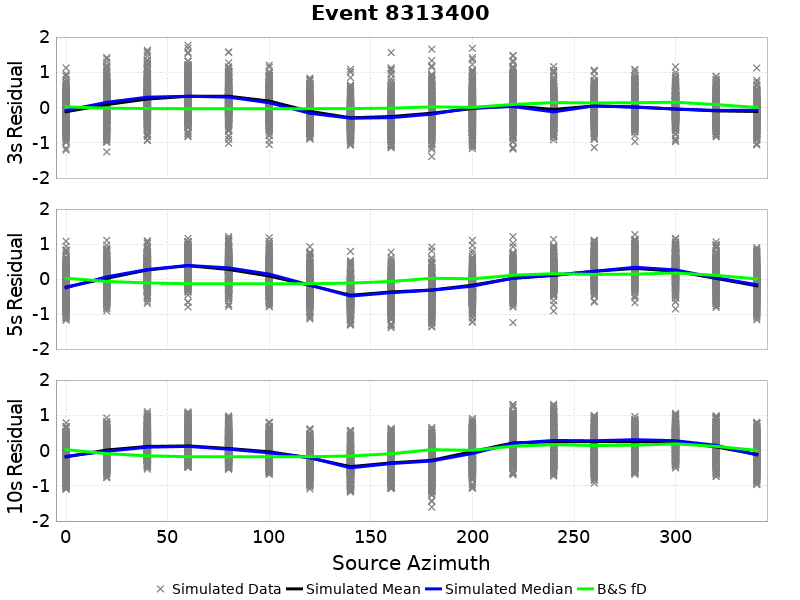 Event 8313400
3s Residual
2
1
0
-1
-2
5s Residual
2
1
0
-1
-2
10s Residual
2
1
0
-1
-2
0 50 100 150 200 250 300
Source Azimuth
Simulated Data Simulated Mean Simulated Median B&S fD